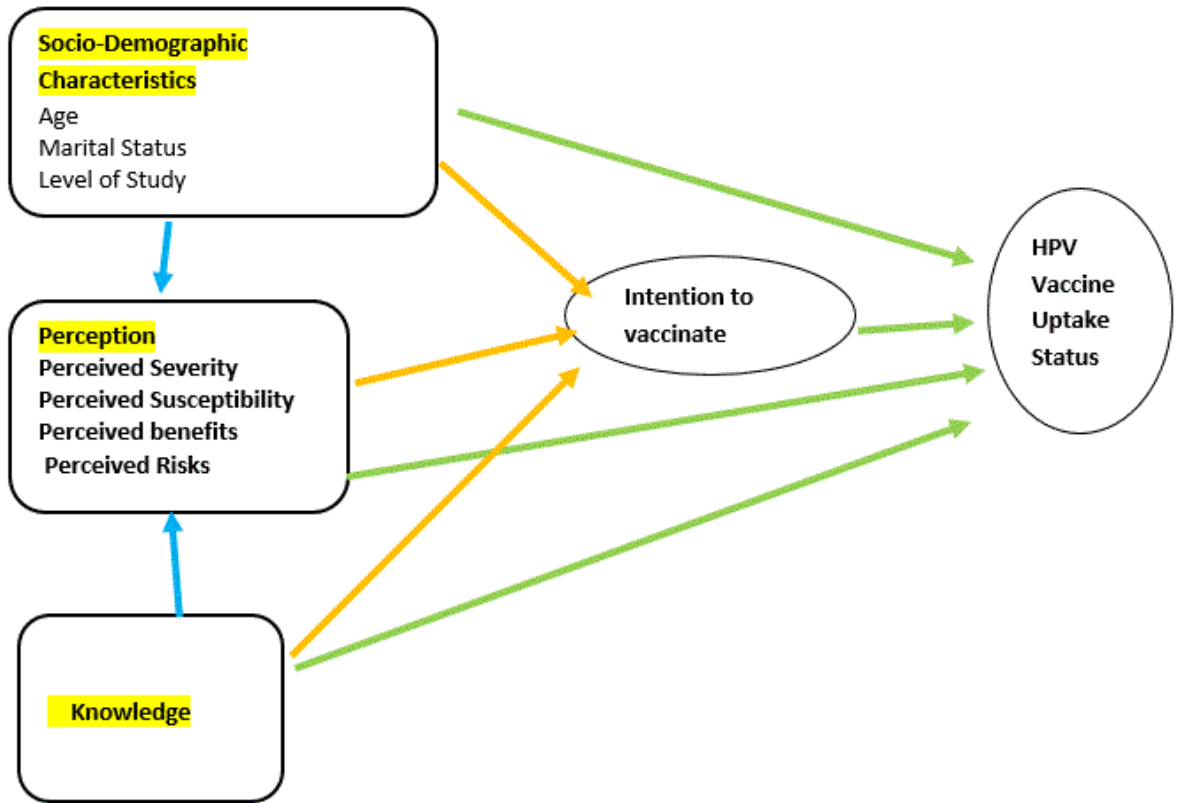 Socio-Demographic
Characteristics
Age
Marital Status
Level of Study
Perception
Perceived Severity
Perceived Susceptibility
Perceived benefits
Perceived Risks
Knowledge
Intention to
vaccinate
HPV
Vaccine
Uptake
Status